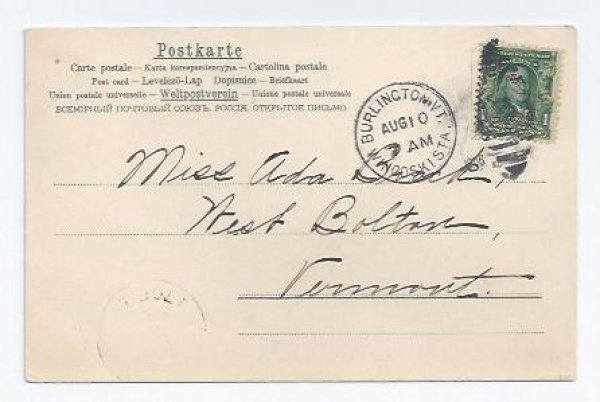 Postkarte
Carte postale – Karta korespondencyjna – Cartolina postale
Post card – Levelező-Lap Dopisnice – Briefkaart
Union postale universelle – Weltpostverein – Unione postale universale
ВСЕМІРНЫЙ ПОЧТОВЫЙ СОЮЗЪ. РОССІЯ. ОТКРЫТОЕ ПИСЬМО
BURLINGTON, VT.
AUG 10
AM
WINOOSKI STA.
1
Miss Ada
West Bolton,
Vermont.